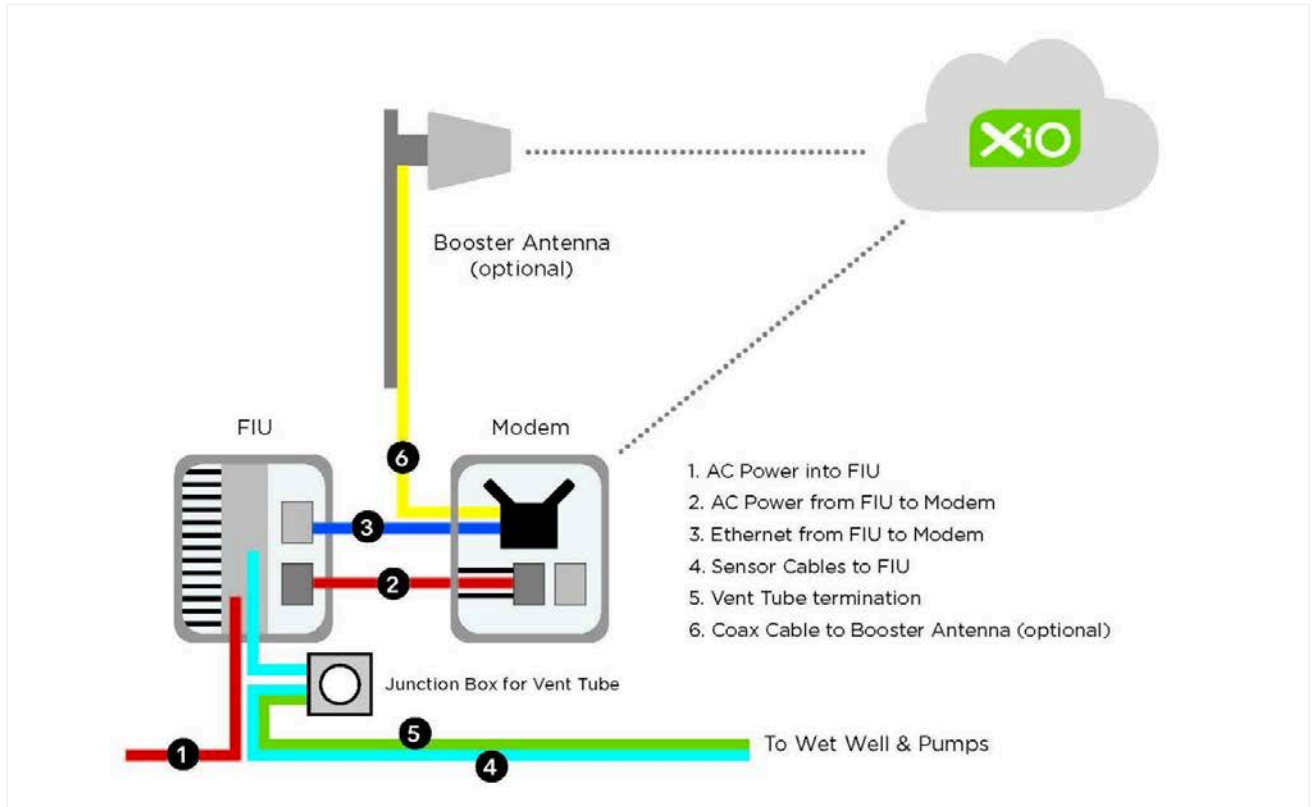 XiO
Booster Antenna
(optional)
FIU
Modem
6
3
2
1. AC Power into FIU
2. AC Power from FIU to Modem
3. Ethernet from FIU to Modem
4. Sensor Cables to FIU
5. Vent Tube termination
6. Coax Cable to Booster Antenna (optional)
Junction Box for Vent Tube
5
To Wet Well & Pumps
1
4